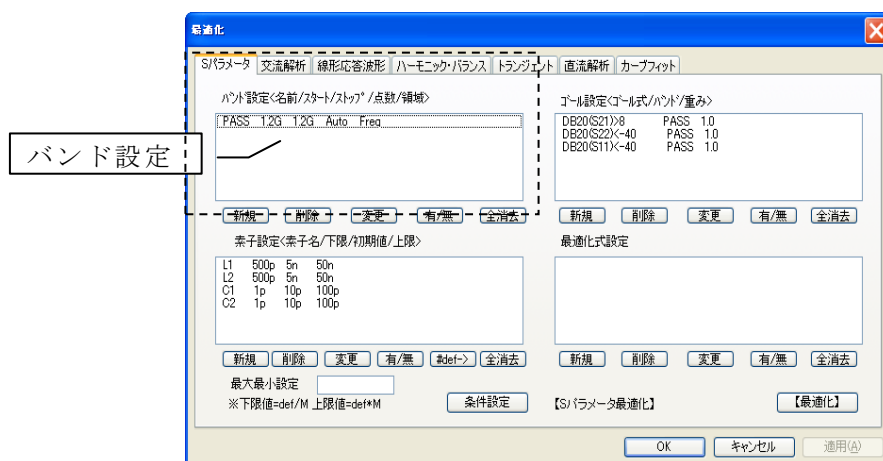 最適化
Sパラメータ 交流解析 線形応答波形 ハーモニック・バランス トランジェント 直流解析 カーブフィット
バンド設定<名前/スタート/ストップ/点数/領域>
PASS 1.2G 1.2G Auto Freq
新規 削除 変更 有/無 全消去
バンド設定
ゴール設定<ゴール式/バンド/重み>
DB20(S21)>8 PASS 1.0
DB20(S22)<-40 PASS 1.0
DB20(S11)<-40 PASS 1.0
新規 削除 変更 有/無 全消去
素子設定<素子名/下限/初期値/上限>
L1 500p 5n 50n
L2 500p 5n 50n
C1 1p 10p 100p
C2 1p 10p 100p
新規 削除 変更 有/無 #def-> 全消去
最適化式設定
新規 削除 変更 有/無 全消去
最大最小設定
※下限値=def/M 上限値=def*M
条件設定
【Sパラメータ最適化】
【最適化】
OK キャンセル 適用(A)